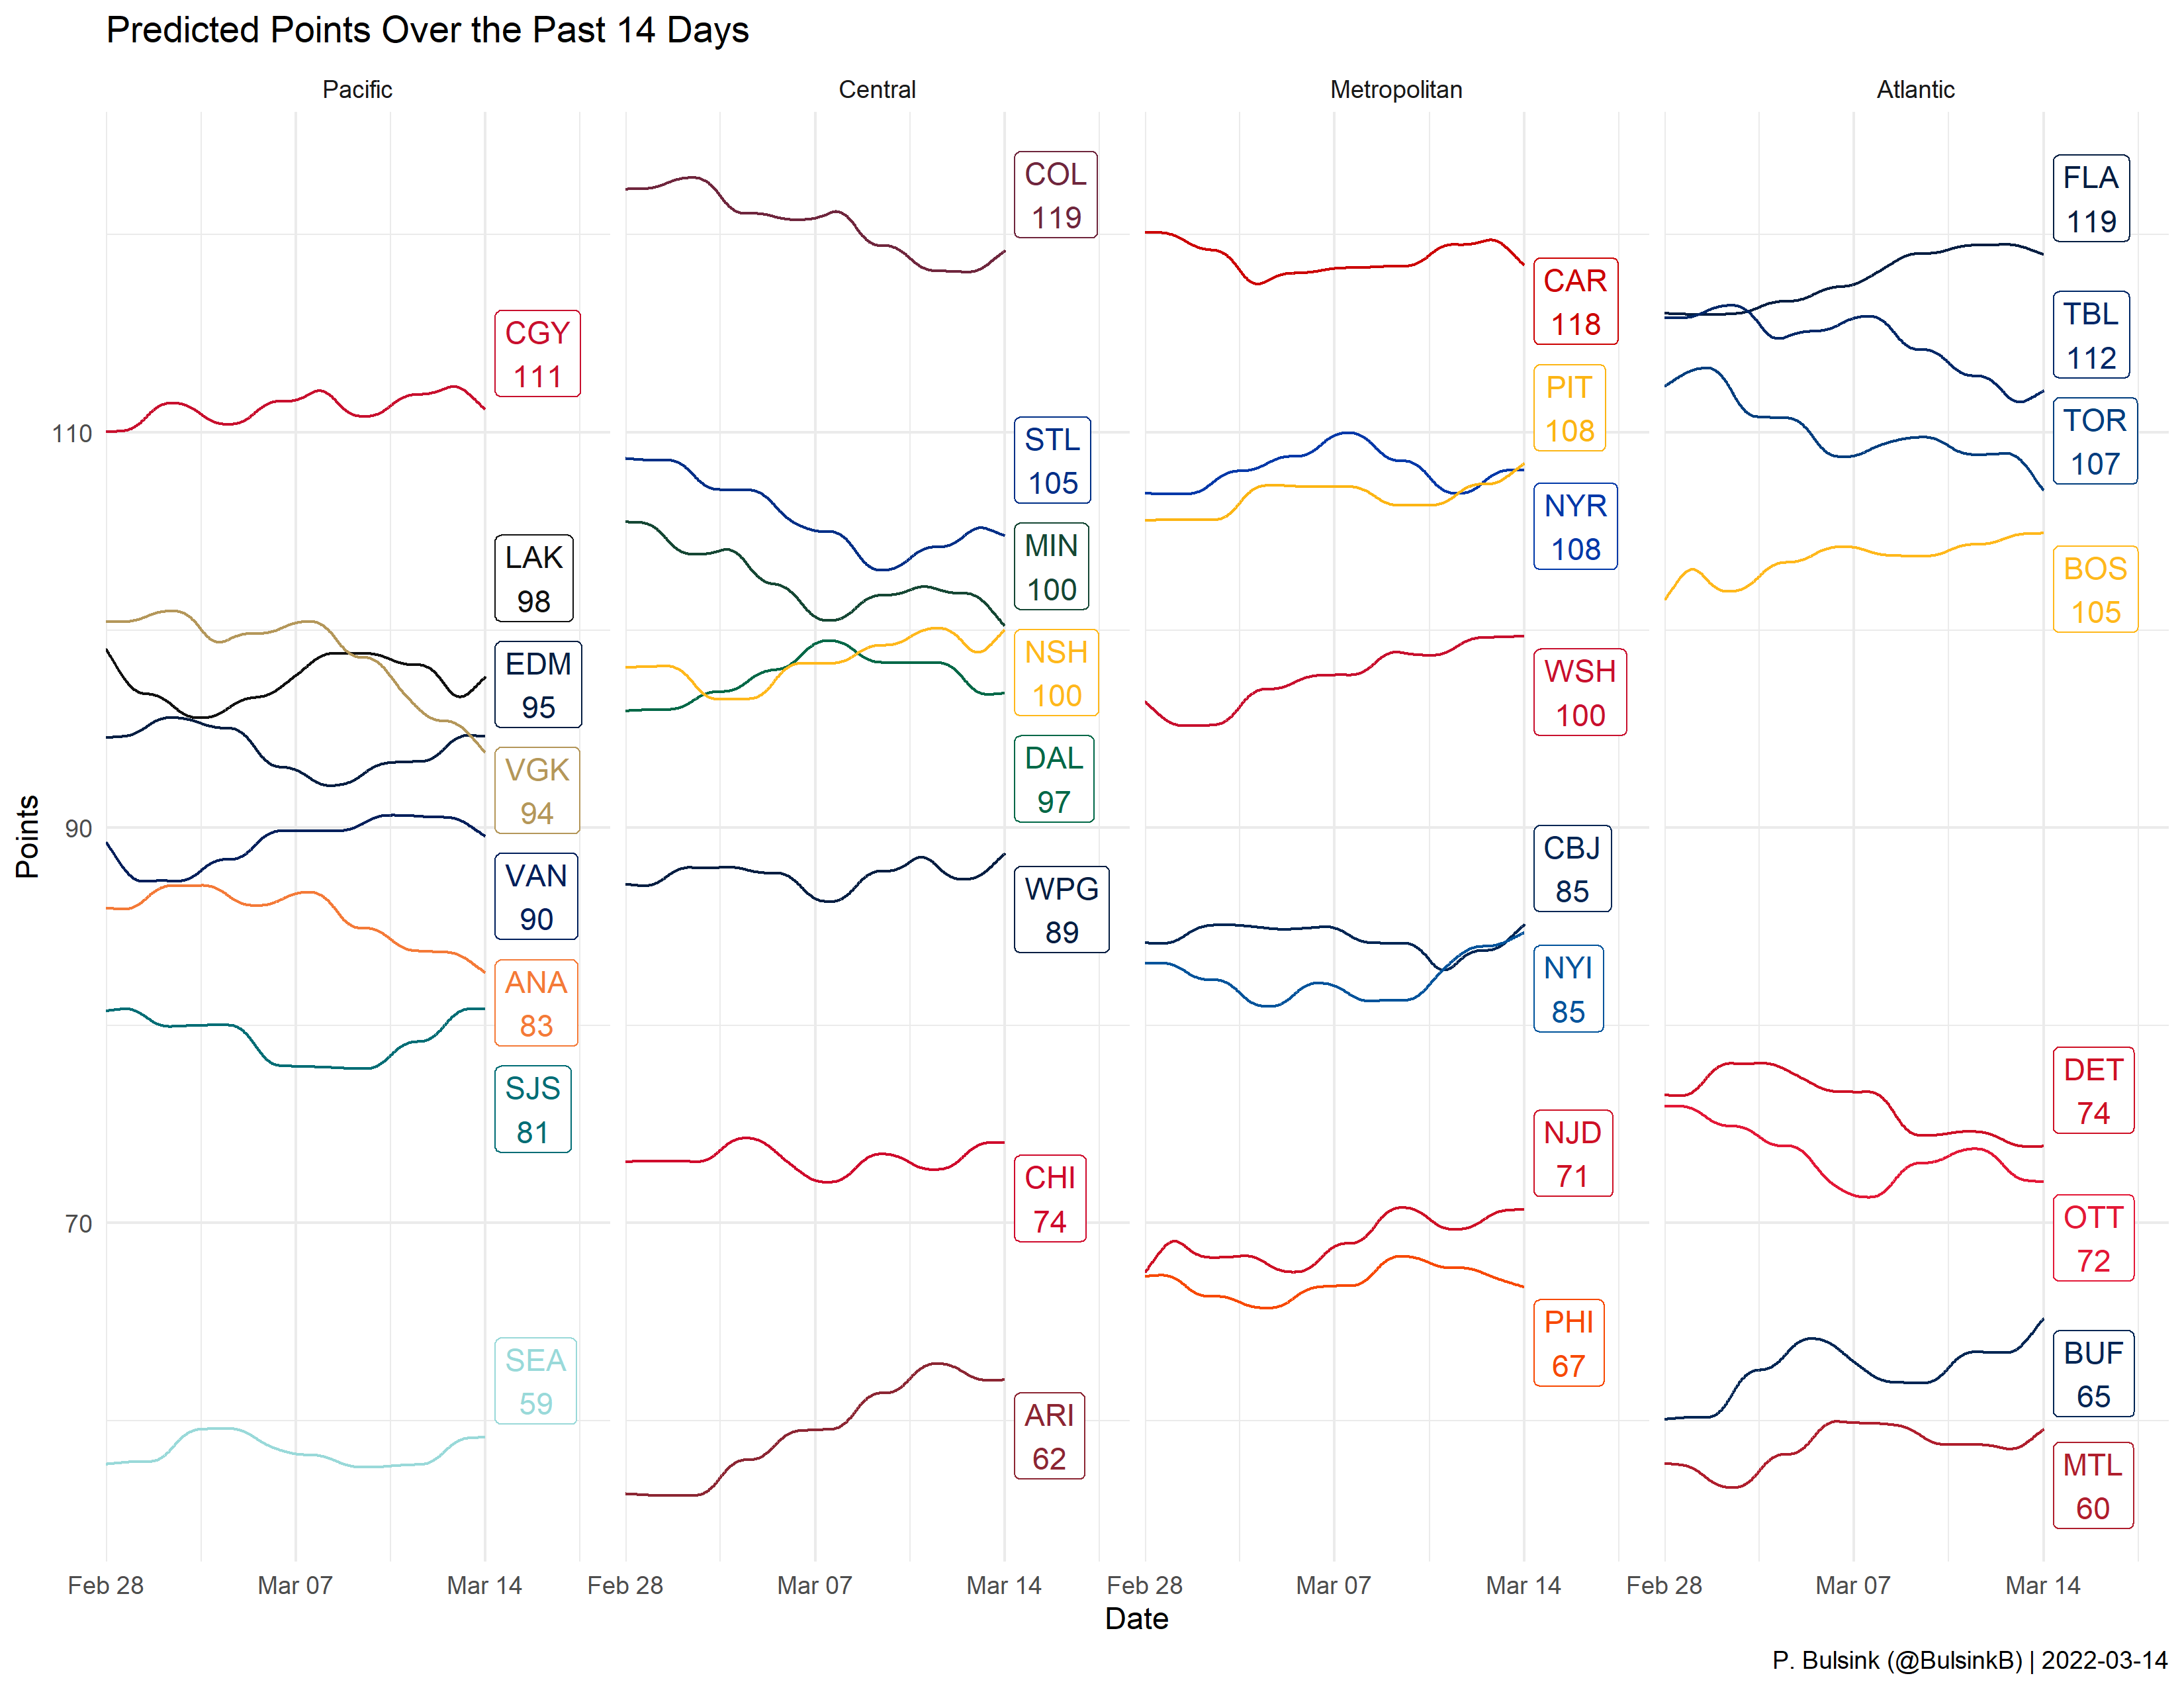 Predicted Points Over the Past 14 Days
Pacific
Central
Metropolitan
Atlantic
Points
110
90
70
CGY
111
LAK
98
EDM
95
VGK
94
VAN
90
ANA
83
SJS
81
SEA
59
COL
119
STL
105
MIN
100
NSH
100
DAL
97
WPG
89
CHI
74
ARI
62
CAR
118
PIT
108
NYR
108
WSH
100
CBJ
85
NYI
85
NJD
71
PHI
67
FLA
119
TBL
112
TOR
107
BOS
105
DET
74
OTT
72
BUF
65
MTL
60
Feb 28 Mar 07 Mar 14 Feb 28 Mar 07 Mar 14 Feb 28 Mar 07 Mar 14 Feb 28 Mar 07 Mar 14
Date
P. Bulsink (@BulsinkB) | 2022-03-14